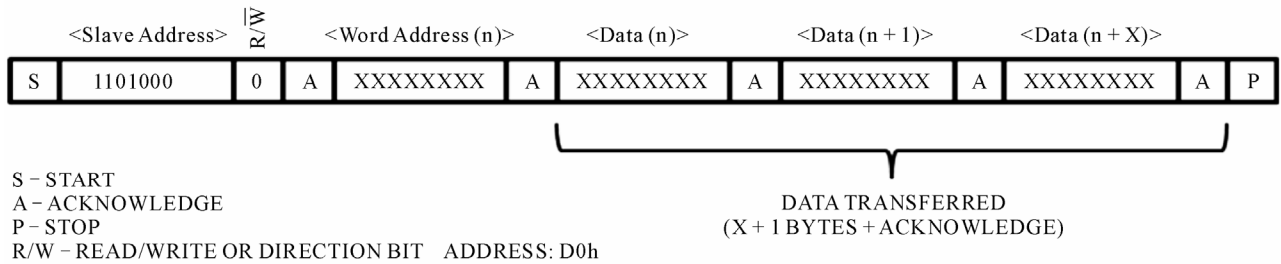 <Slave Address> R/W̅ <Word Address (n)> <Data (n)> <Data (n + 1)> <Data (n + X)>
S 1101000 0 A XXXXXXXX A XXXXXXXX A XXXXXXXX A XXXXXXXX A P
S – START
A – ACKNOWLEDGE
P – STOP
R/W – READ/WRITE OR DIRECTION BIT ADDRESS: D0h
DATA TRANSFERRED
(X + 1 BYTES + ACKNOWLEDGE)